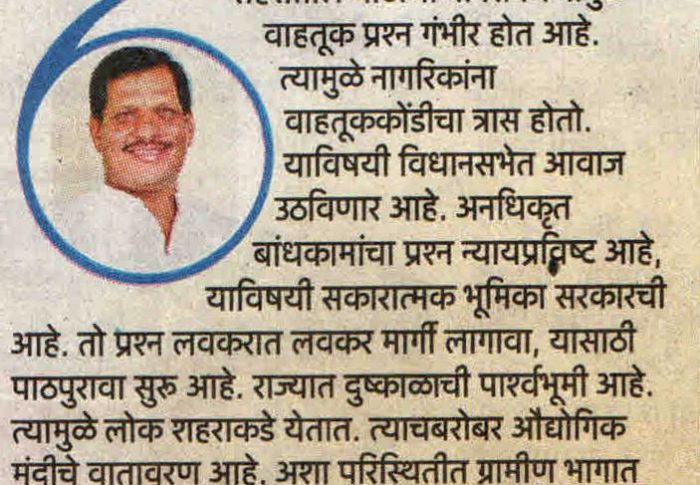 वाहतूक प्रश्न गंभीर होत आहे.
त्यामुळे नागरिकांना
वाहतूककोंडीचा त्रास होतो.
याविषयी विधानसभेत आवाज
उठविणार आहे. अनधिकृत
बांधकामांचा प्रश्न न्यायप्रविष्ट आहे,
याविषयी सकारात्मक भूमिका सरकारची
आहे. तो प्रश्न लवकरात लवकर मार्गी लागावा, यासाठी
पाठपुरावा सुरू आहे. राज्यात दुष्काळाची पार्श्वभूमी आहे.
त्यामुळे लोक शहराकडे येतात. त्याचबरोबर औद्योगिक
मंदीचे वातावरण आहे. अशा परिस्थितीत ग्रामीण भागात